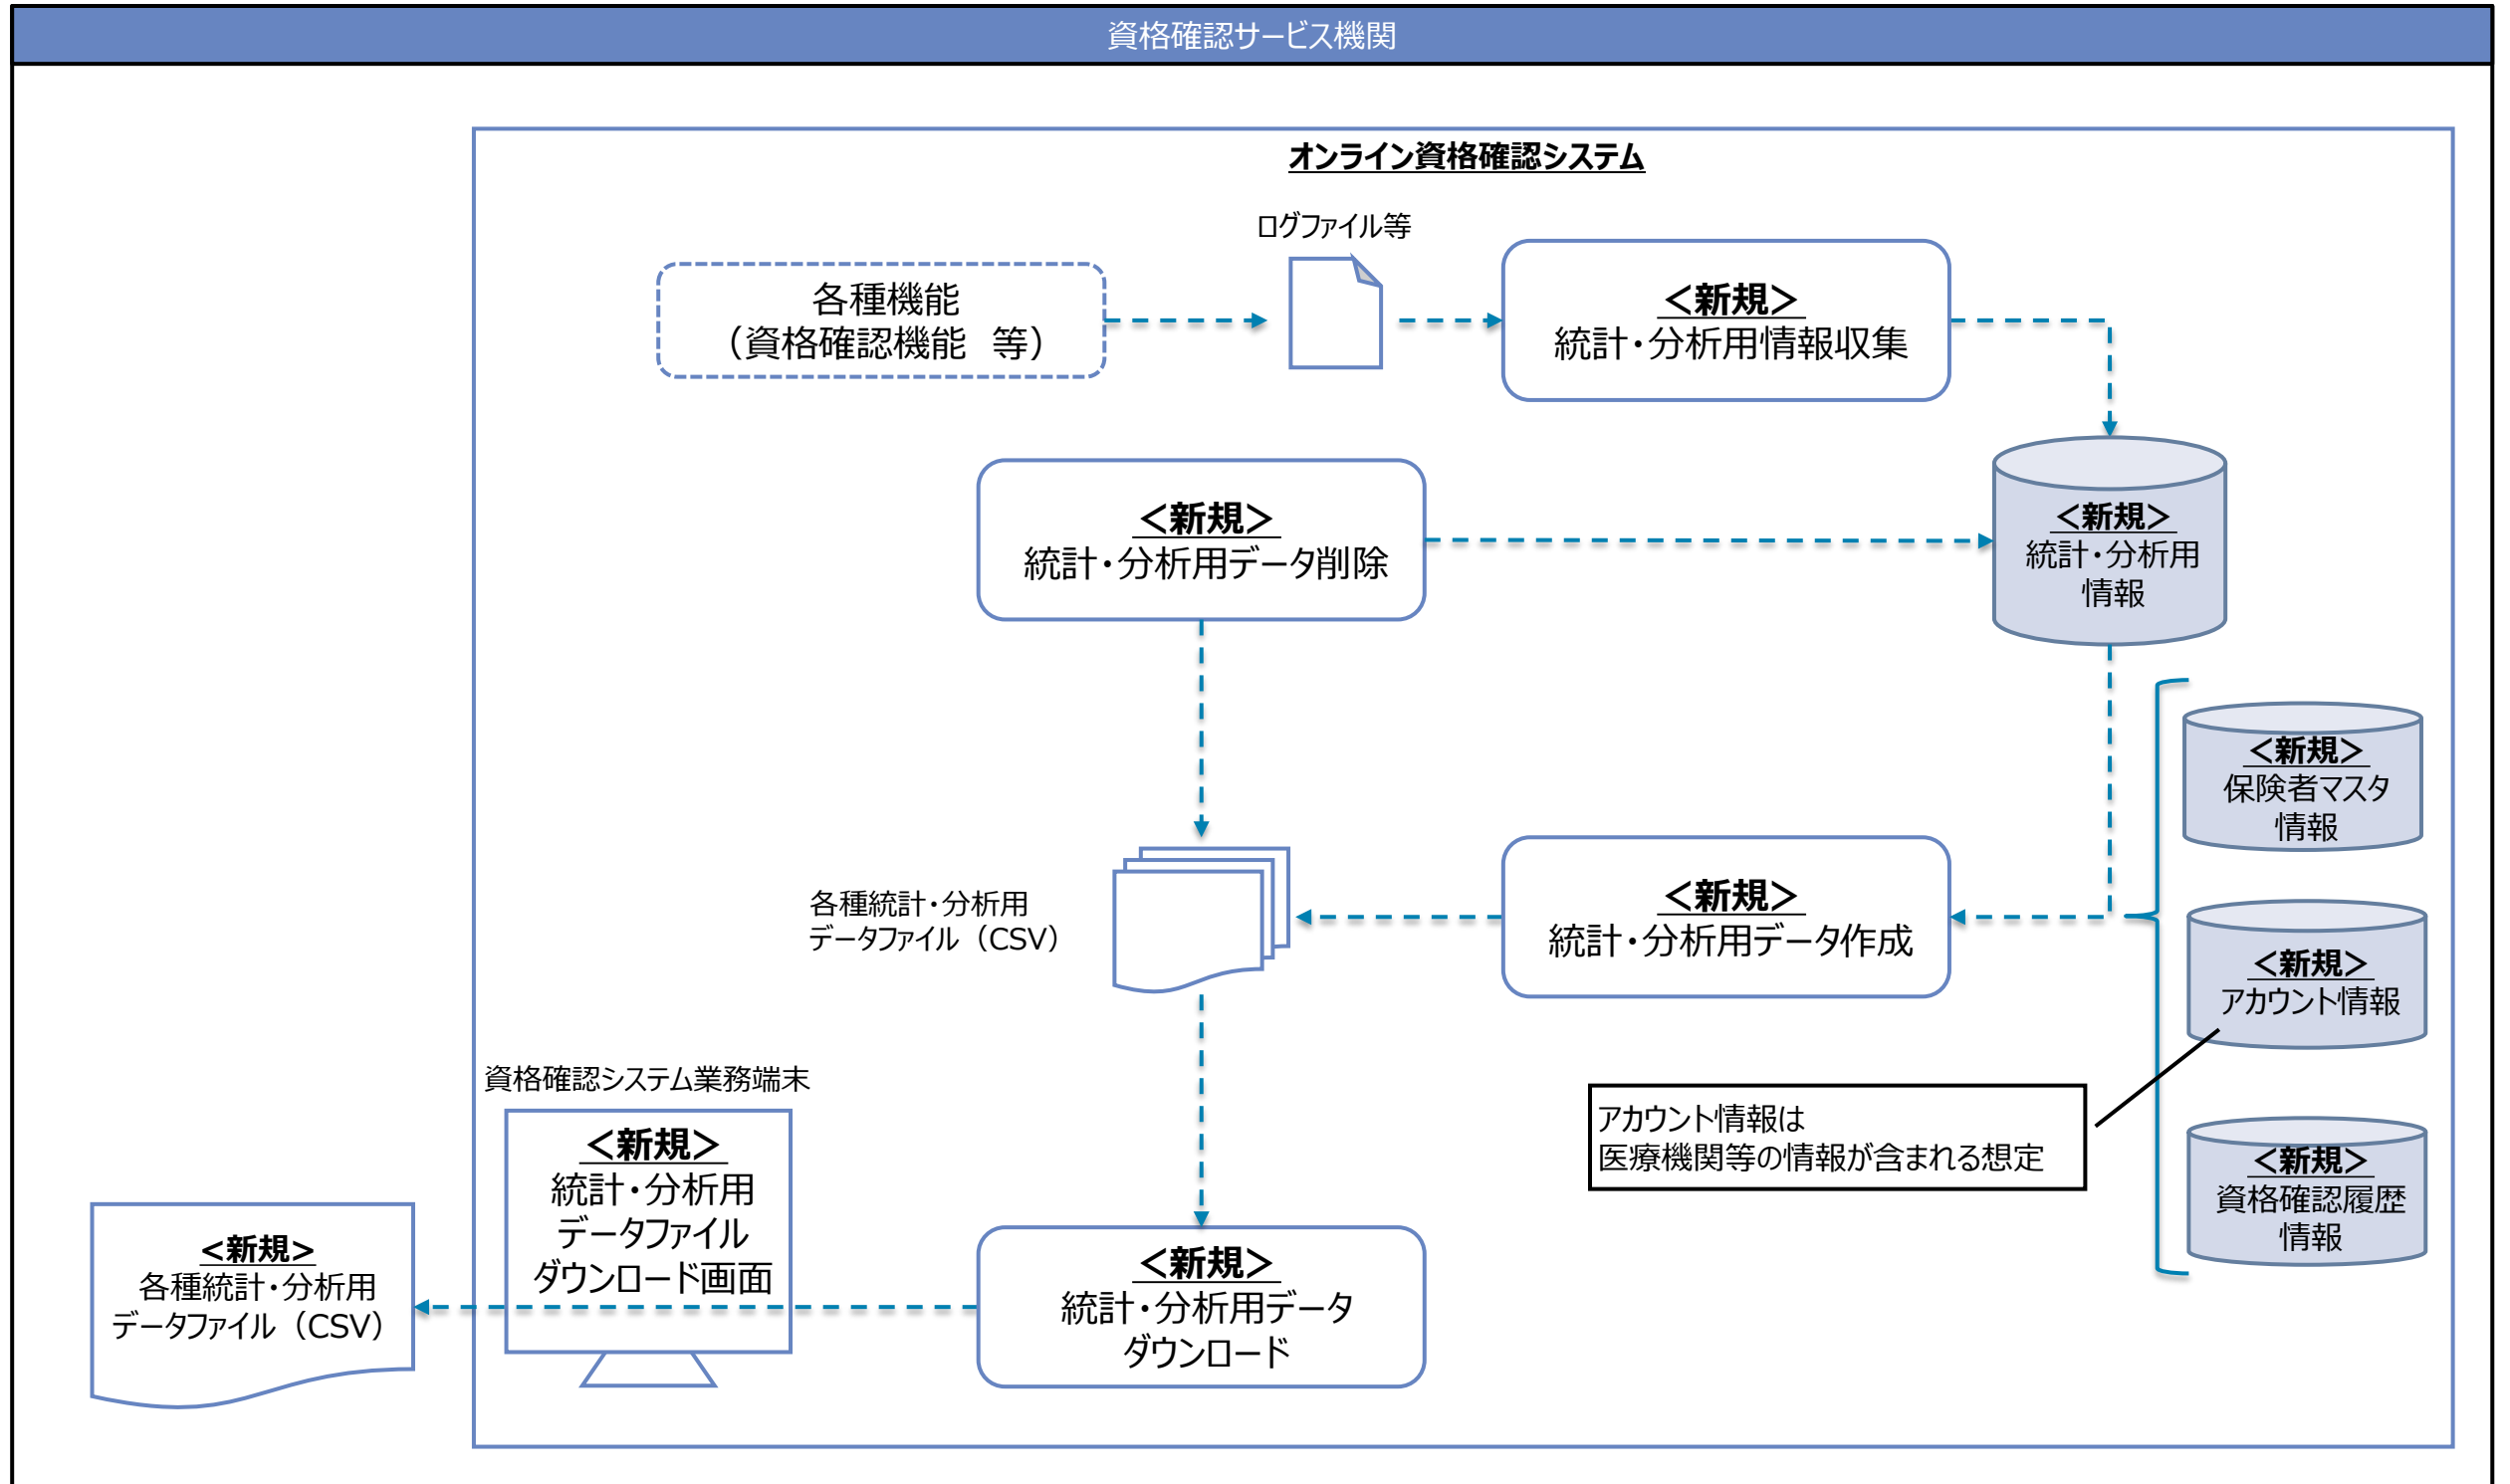 資格確認サービス機関
オンライン資格確認システム
ログファイル等
各種機能
（資格確認機能　等）
＜新規＞
統計・分析用情報収集
＜新規＞
統計・分析用データ削除
＜新規＞
統計・分析用
情報
＜新規＞
保険者マスタ
情報
各種統計・分析用
データファイル（CSV）
＜新規＞
統計・分析用データ作成
＜新規＞
アカウント情報
資格確認システム業務端末
＜新規＞
統計・分析用
データファイル
ダウンロード画面
アカウント情報は
医療機関等の情報が含まれる想定
＜新規＞
資格確認履歴
情報
<新規>
各種統計・分析用
データファイル（CSV）
＜新規＞
統計・分析用データ
ダウンロード